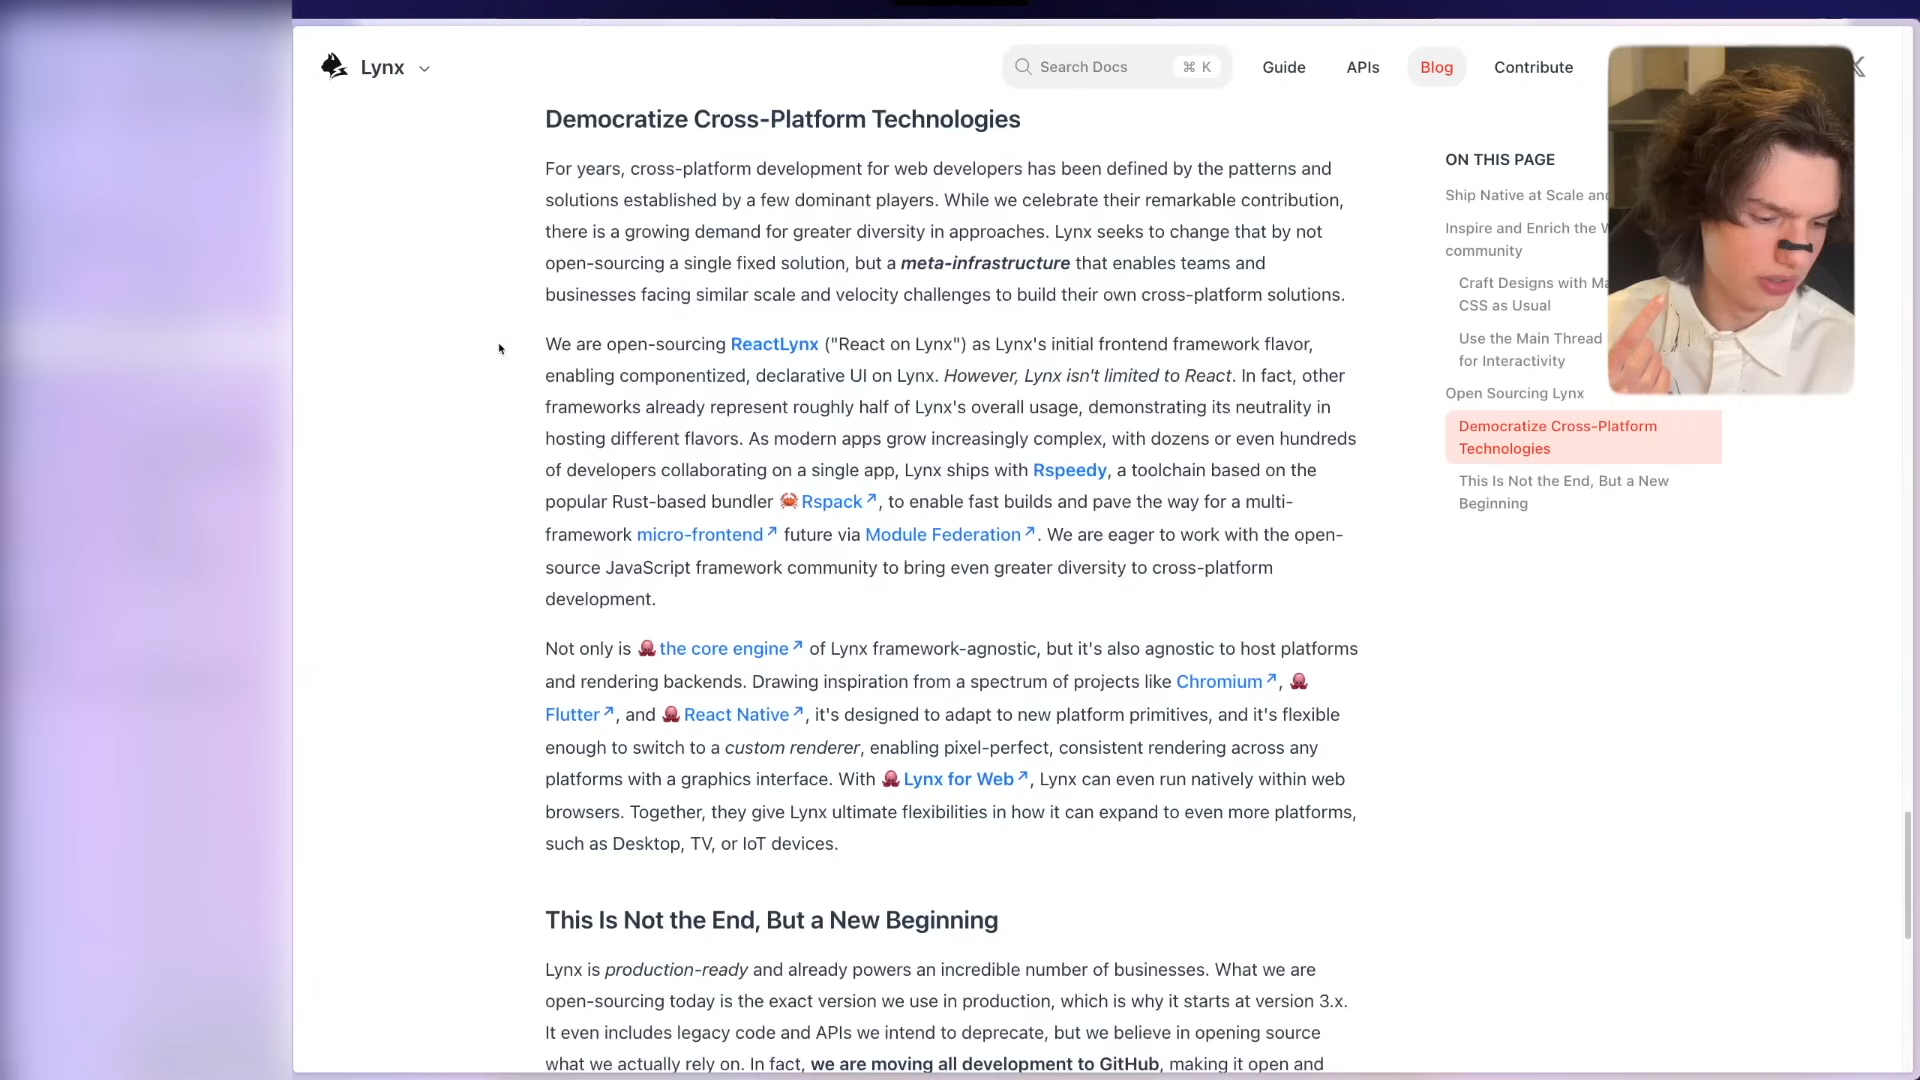 Lynx
Search Docs
⌘ K
Guide
APIs
Blog
Contribute
Democratize Cross-Platform Technologies
For years, cross-platform development for web developers has been defined by the patterns and
solutions established by a few dominant players. While we celebrate their remarkable contribution,
there is a growing demand for greater diversity in approaches. Lynx seeks to change that by not
open-sourcing a single fixed solution, but a meta-infrastructure that enables teams and
businesses facing similar scale and velocity challenges to build their own cross-platform solutions.
We are open-sourcing ReactLynx ("React on Lynx") as Lynx's initial frontend framework flavor,
enabling componentized, declarative UI on Lynx. However, Lynx isn't limited to React. In fact, other
frameworks already represent roughly half of Lynx's overall usage, demonstrating its neutrality in
hosting different flavors. As modern apps grow increasingly complex, with dozens or even hundreds
of developers collaborating on a single app, Lynx ships with Rspeedy, a toolchain based on the
popular Rust-based bundler 🦀 Rspack↗, to enable fast builds and pave the way for a multi-
framework micro-frontend↗ future via Module Federation↗. We are eager to work with the open-
source JavaScript framework community to bring even greater diversity to cross-platform
development.
Not only is 🐙 the core engine↗ of Lynx framework-agnostic, but it's also agnostic to host platforms
and rendering backends. Drawing inspiration from a spectrum of projects like Chromium↗, 🐙
Flutter↗, and 🐙 React Native↗, it's designed to adapt to new platform primitives, and it's flexible
enough to switch to a custom renderer, enabling pixel-perfect, consistent rendering across any
platforms with a graphics interface. With 🐙 Lynx for Web↗, Lynx can even run natively within web
browsers. Together, they give Lynx ultimate flexibilities in how it can expand to even more platforms,
such as Desktop, TV, or IoT devices.
This Is Not the End, But a New Beginning
Lynx is production-ready and already powers an incredible number of businesses. What we are
open-sourcing today is the exact version we use in production, which is why it starts at version 3.x.
It even includes legacy code and APIs we intend to deprecate, but we believe in opening source
what we actually rely on. In fact, we are moving all development to GitHub, making it open and
ON THIS PAGE
Ship Native at Scale and
Inspire and Enrich the
community
Craft Designs with
CSS as Usual
Use the Main Thread
for Interactivity
Open Sourcing Lynx
Democratize Cross-Platform
Technologies
This Is Not the End, But a New
Beginning